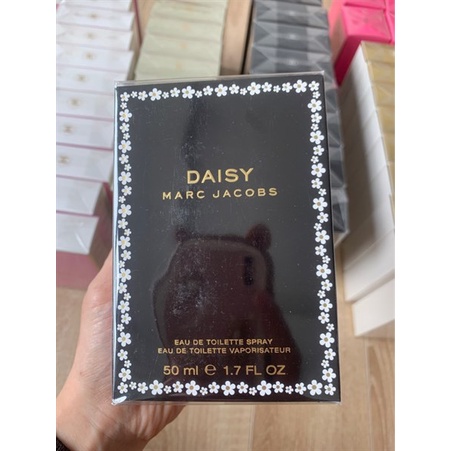 DAISY
MARC JACOBS
EAU DE TOILETTE SPRAY
EAU DE TOILETTE VAPORISATEUR
50 ml ℮ 1.7 FL OZ